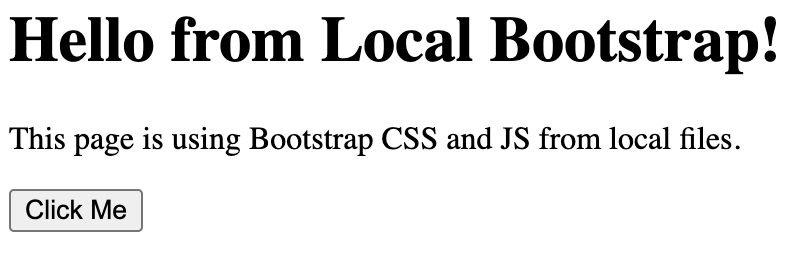 Hello from Local Bootstrap!
This page is using Bootstrap CSS and JS from local files.
Click Me